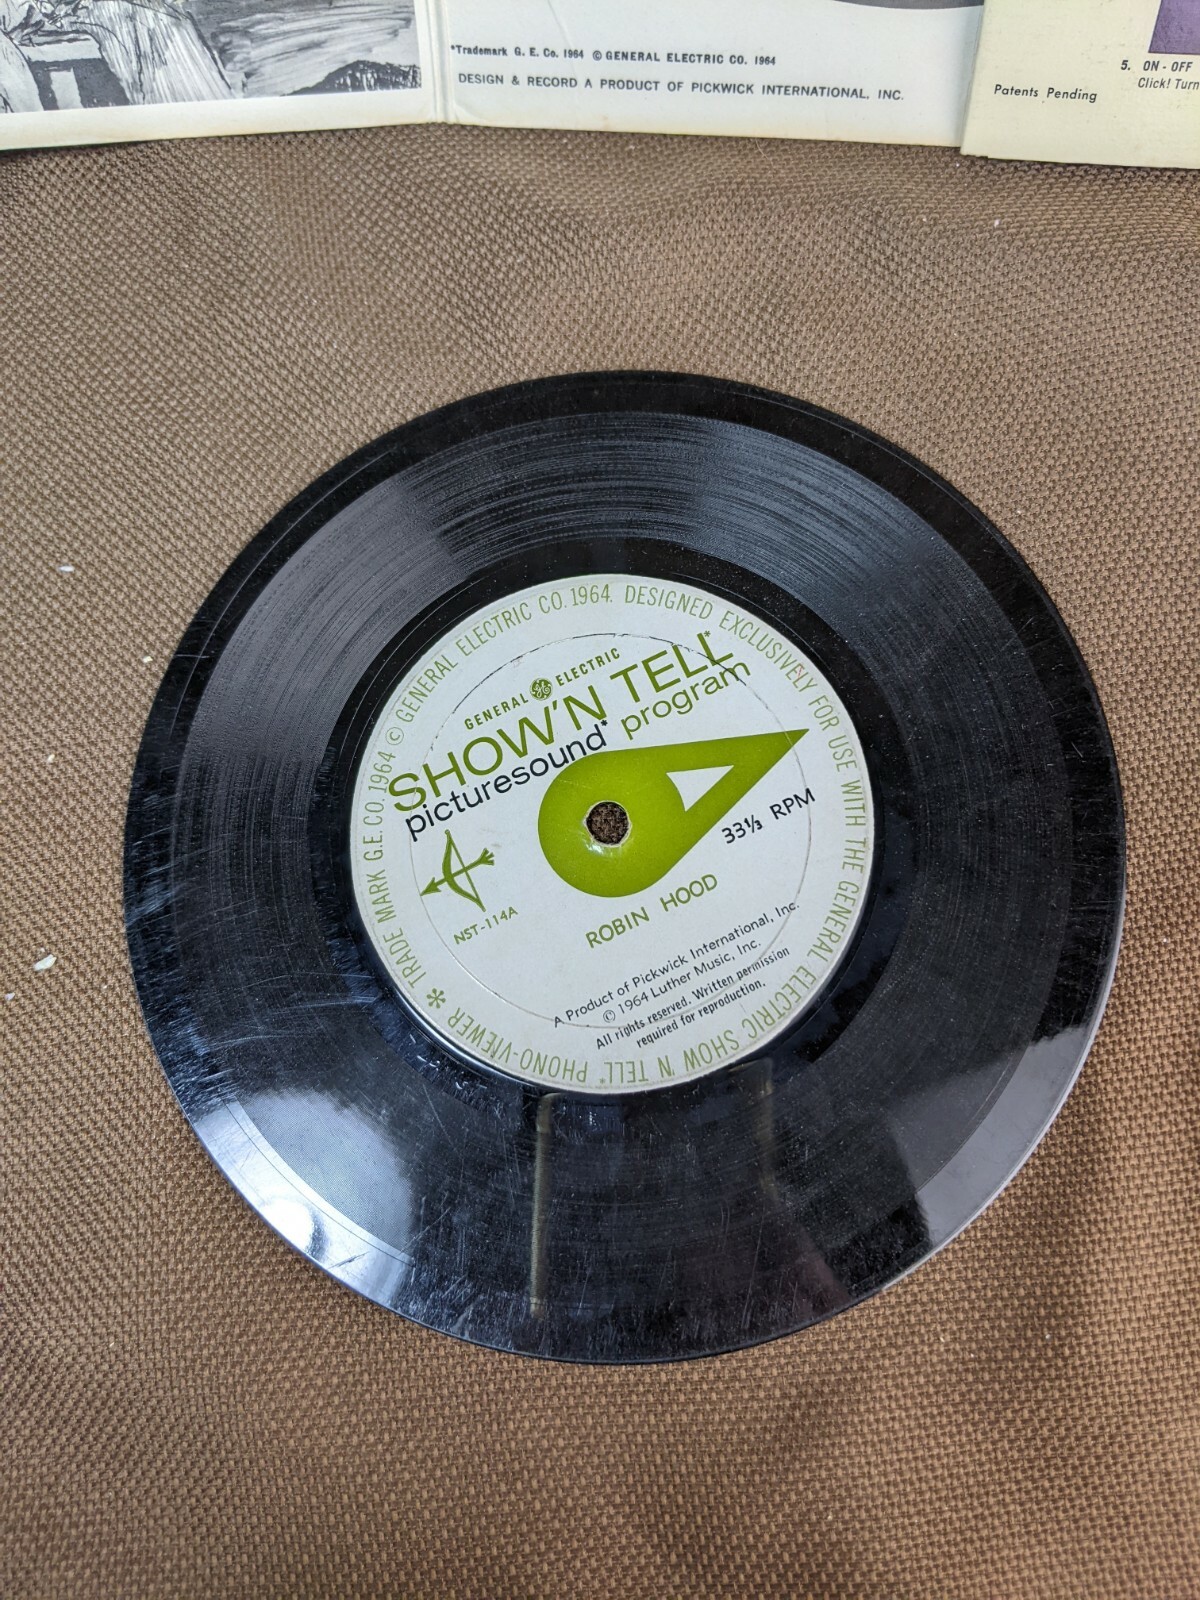 *Trademark G. E. Co. 1964 © GENERAL ELECTRIC CO. 1964
DESIGN & RECORD A PRODUCT OF PICKWICK INTERNATIONAL, INC.
Patents Pending
5. ON - OFF
Click! Turn
* TRADE MARK G.E. CO. 1964 © GENERAL ELECTRIC CO. 1964. DESIGNED EXCLUSIVELY FOR USE WITH THE GENERAL ELECTRIC SHOW 'N TELL* PHONO-VIEWER
GENERAL GE ELECTRIC
SHOW'N TELL*
picturesound* program
33⅓ RPM
NST-114A
ROBIN HOOD
A Product of Pickwick International, Inc.
© 1964 Luther Music, Inc.
All rights reserved. Written permission
required for reproduction.